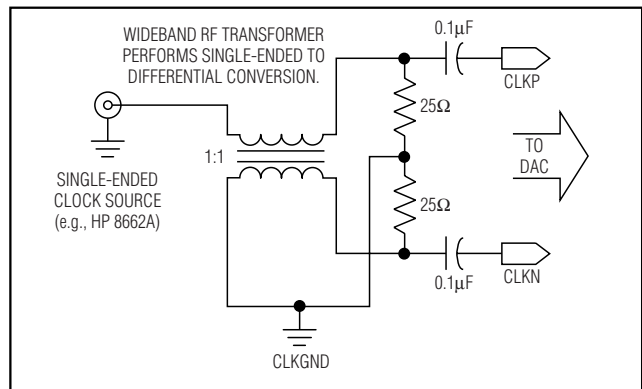 WIDEBAND RF TRANSFORMER
PERFORMS SINGLE-ENDED TO
DIFFERENTIAL CONVERSION.
0.1μF
CLKP
25Ω
1:1
TO
DAC
SINGLE-ENDED
CLOCK SOURCE
(e.g., HP 8662A)
25Ω
0.1μF
CLKN
CLKGND